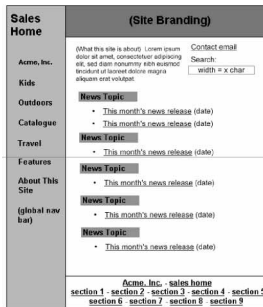 Sales
Home
(Site Branding)
Acme, Inc.
Kids
Outdoors
Catalogue
Travel
Features
About This
Site
(global nav
bar)
(What this site is about) Lorem ipsum
dolor sit amet, consectetuer adipiscing
elit, sed diam nonummy nibh euismod
tincidunt ut laoreet dolore magna
aliquam erat volutpat.
Contact email
Search:
width = x char
News Topic
• This month's news release (date)
• This month's news release (date)
News Topic
• This month's news release (date)
News Topic
• This month's news release (date)
News Topic
• This month's news release (date)
News Topic
• This month's news release (date)
Acme, Inc. - sales home
section 1 - section 2 - section 3 - section 4 - section 5
section 6 - section 7 - section 8 - section 9